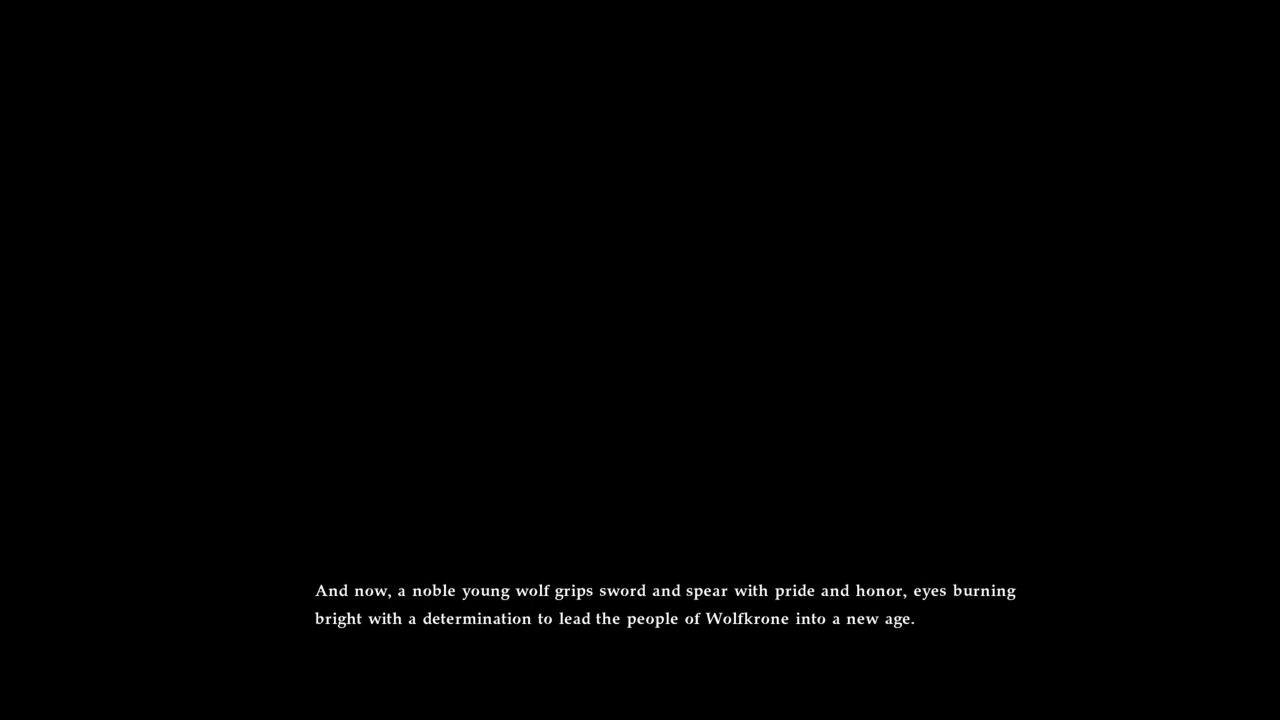 And now, a noble young wolf grips sword and spear with pride and honor, eyes burning
bright with a determination to lead the people of Wolfkrone into a new age.